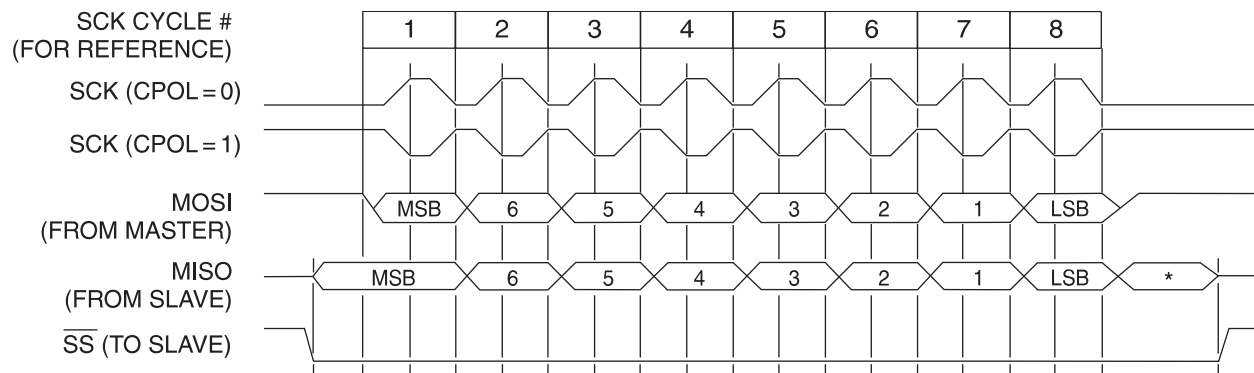 SCK CYCLE #
(FOR REFERENCE)
1 2 3 4 5 6 7 8
SCK (CPOL = 0)
SCK (CPOL = 1)
MOSI
(FROM MASTER)
MSB 6 5 4 3 2 1 LSB
MISO
(FROM SLAVE)
MSB 6 5 4 3 2 1 LSB *
SS (TO SLAVE)